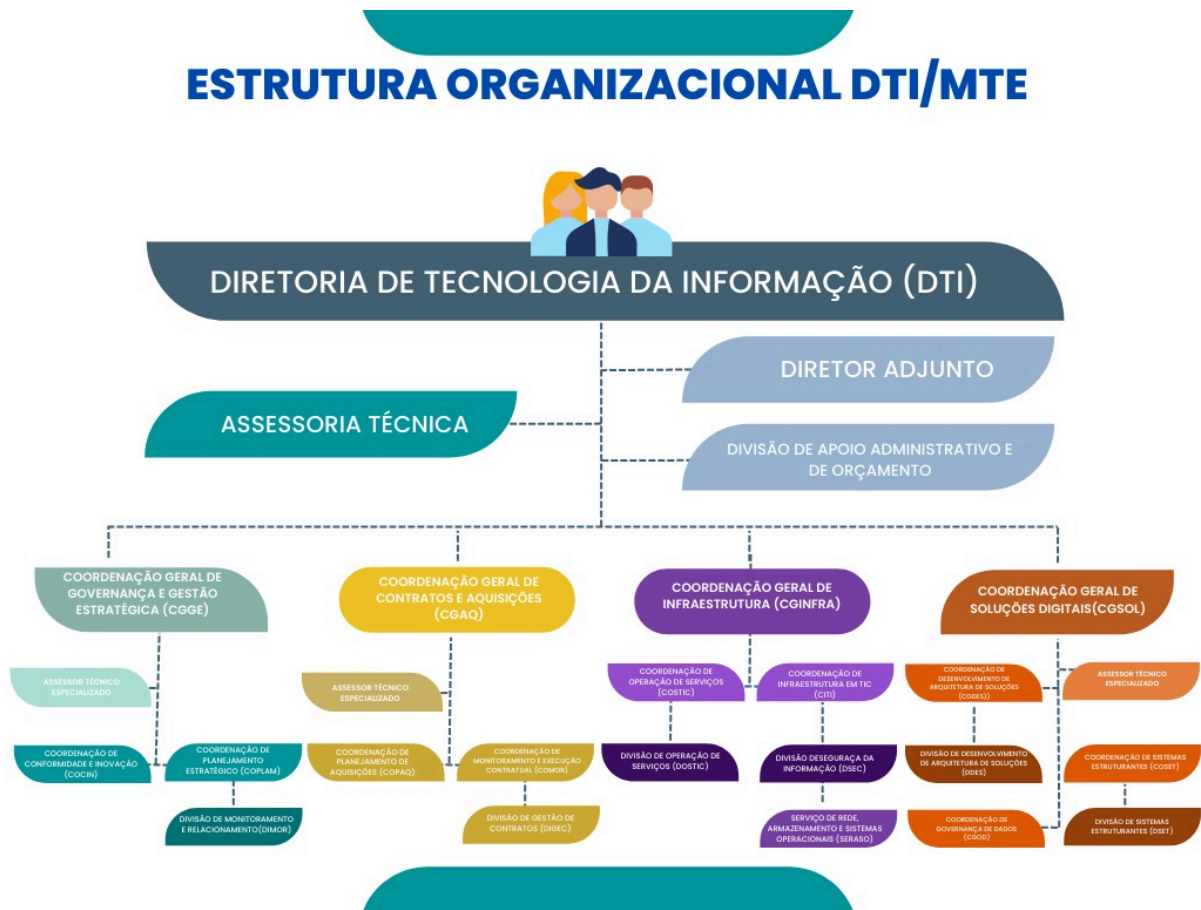 ESTRUTURA ORGANIZACIONAL DTI/MTE
DIRETORIA DE TECNOLOGIA DA INFORMAÇÃO (DTI)
DIRETOR ADJUNTO
ASSESSORIA TÉCNICA
DIVISÃO DE APOIO ADMINISTRATIVO E
DE ORÇAMENTO
COORDENAÇÃO GERAL DE
GOVERNANÇA E GESTÃO
ESTRATÉGICA (CGGE)
COORDENAÇÃO GERAL DE
CONTRATOS E AQUISIÇÕES
(CGAQ)
COORDENAÇÃO GERAL DE
INFRAESTRUTURA (CGINFRA)
COORDENAÇÃO GERAL DE
SOLUÇÕES DIGITAIS(CGSOL)
ASSESSOR TÉCNICO
ESPECIALIZADO
COORDENAÇÃO DE
CONFORMIDADE E INOVAÇÃO
(COCIN)
COORDENAÇÃO DE
PLANEJAMENTO
ESTRATÉGICO (COPLAM)
DIVISÃO DE MONITORAMENTO
E RELACIONAMENTO(DIMOR)
ASSESSOR TÉCNICO
ESPECIALIZADO
COORDENAÇÃO DE
PLANEJAMENTO DE
AQUISIÇÕES (COPAQ)
COORDENAÇÃO DE
MONITORAMENTO E EXECUÇÃO
CONTRATUAL (COMOR)
DIVISÃO DE GESTÃO DE
CONTRATOS (DIGEC)
COORDENAÇÃO DE
OPERAÇÃO DE SERVIÇOS
(COSTIC)
COORDENAÇÃO DE
INFRAESTRUTURA EM TIC
(CITI)
DIVISÃO DE OPERAÇÃO DE
SERVIÇOS (DOSTIC)
DIVISÃO DESEGURAÇA DA
INFORMAÇÃO (DSEC)
SERVIÇO DE REDE,
ARMAZENAMENTO E SISTEMAS
OPERACIONAIS (SERASO)
COORDENAÇÃO DE
DESENVOLVIMENTO DE
ARQUITETURA DE SOLUÇÕES
(CODES))
ASSESSOR TÉCNICO
ESPECIALIZADO
DIVISÃO DE DESENVOLVIMENTO
DE ARQUITETURA DE SOLUÇÕES
(DDES)
COORDENAÇÃO DE SISTEMAS
ESTRUTURANTES (COSET)
COORDENAÇÃO DE
GOVERNANÇA DE DADOS
(CGOD)
DIVISÃO DE SISTEMAS
ESTRUTURANTES (DSET)